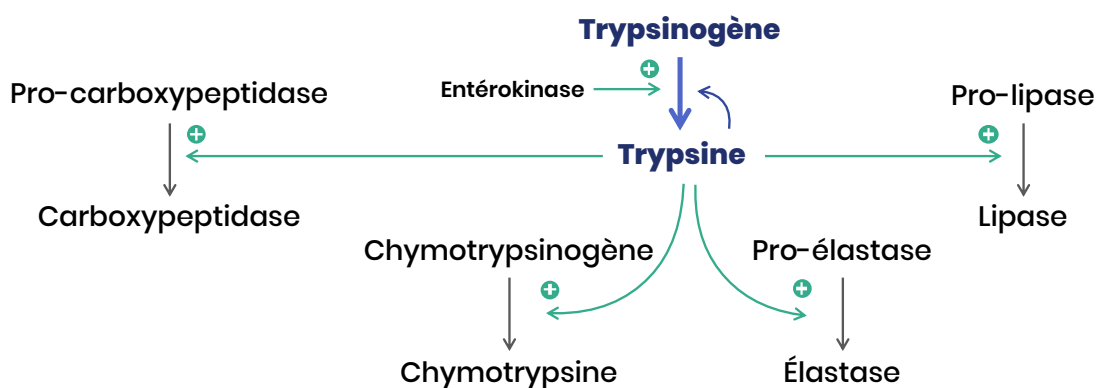 Trypsinogène
Entérokinase
Pro-carboxypeptidase
Pro-lipase
Trypsine
Carboxypeptidase
Lipase
Chymotrypsinogène
Pro-élastase
Chymotrypsine
Élastase